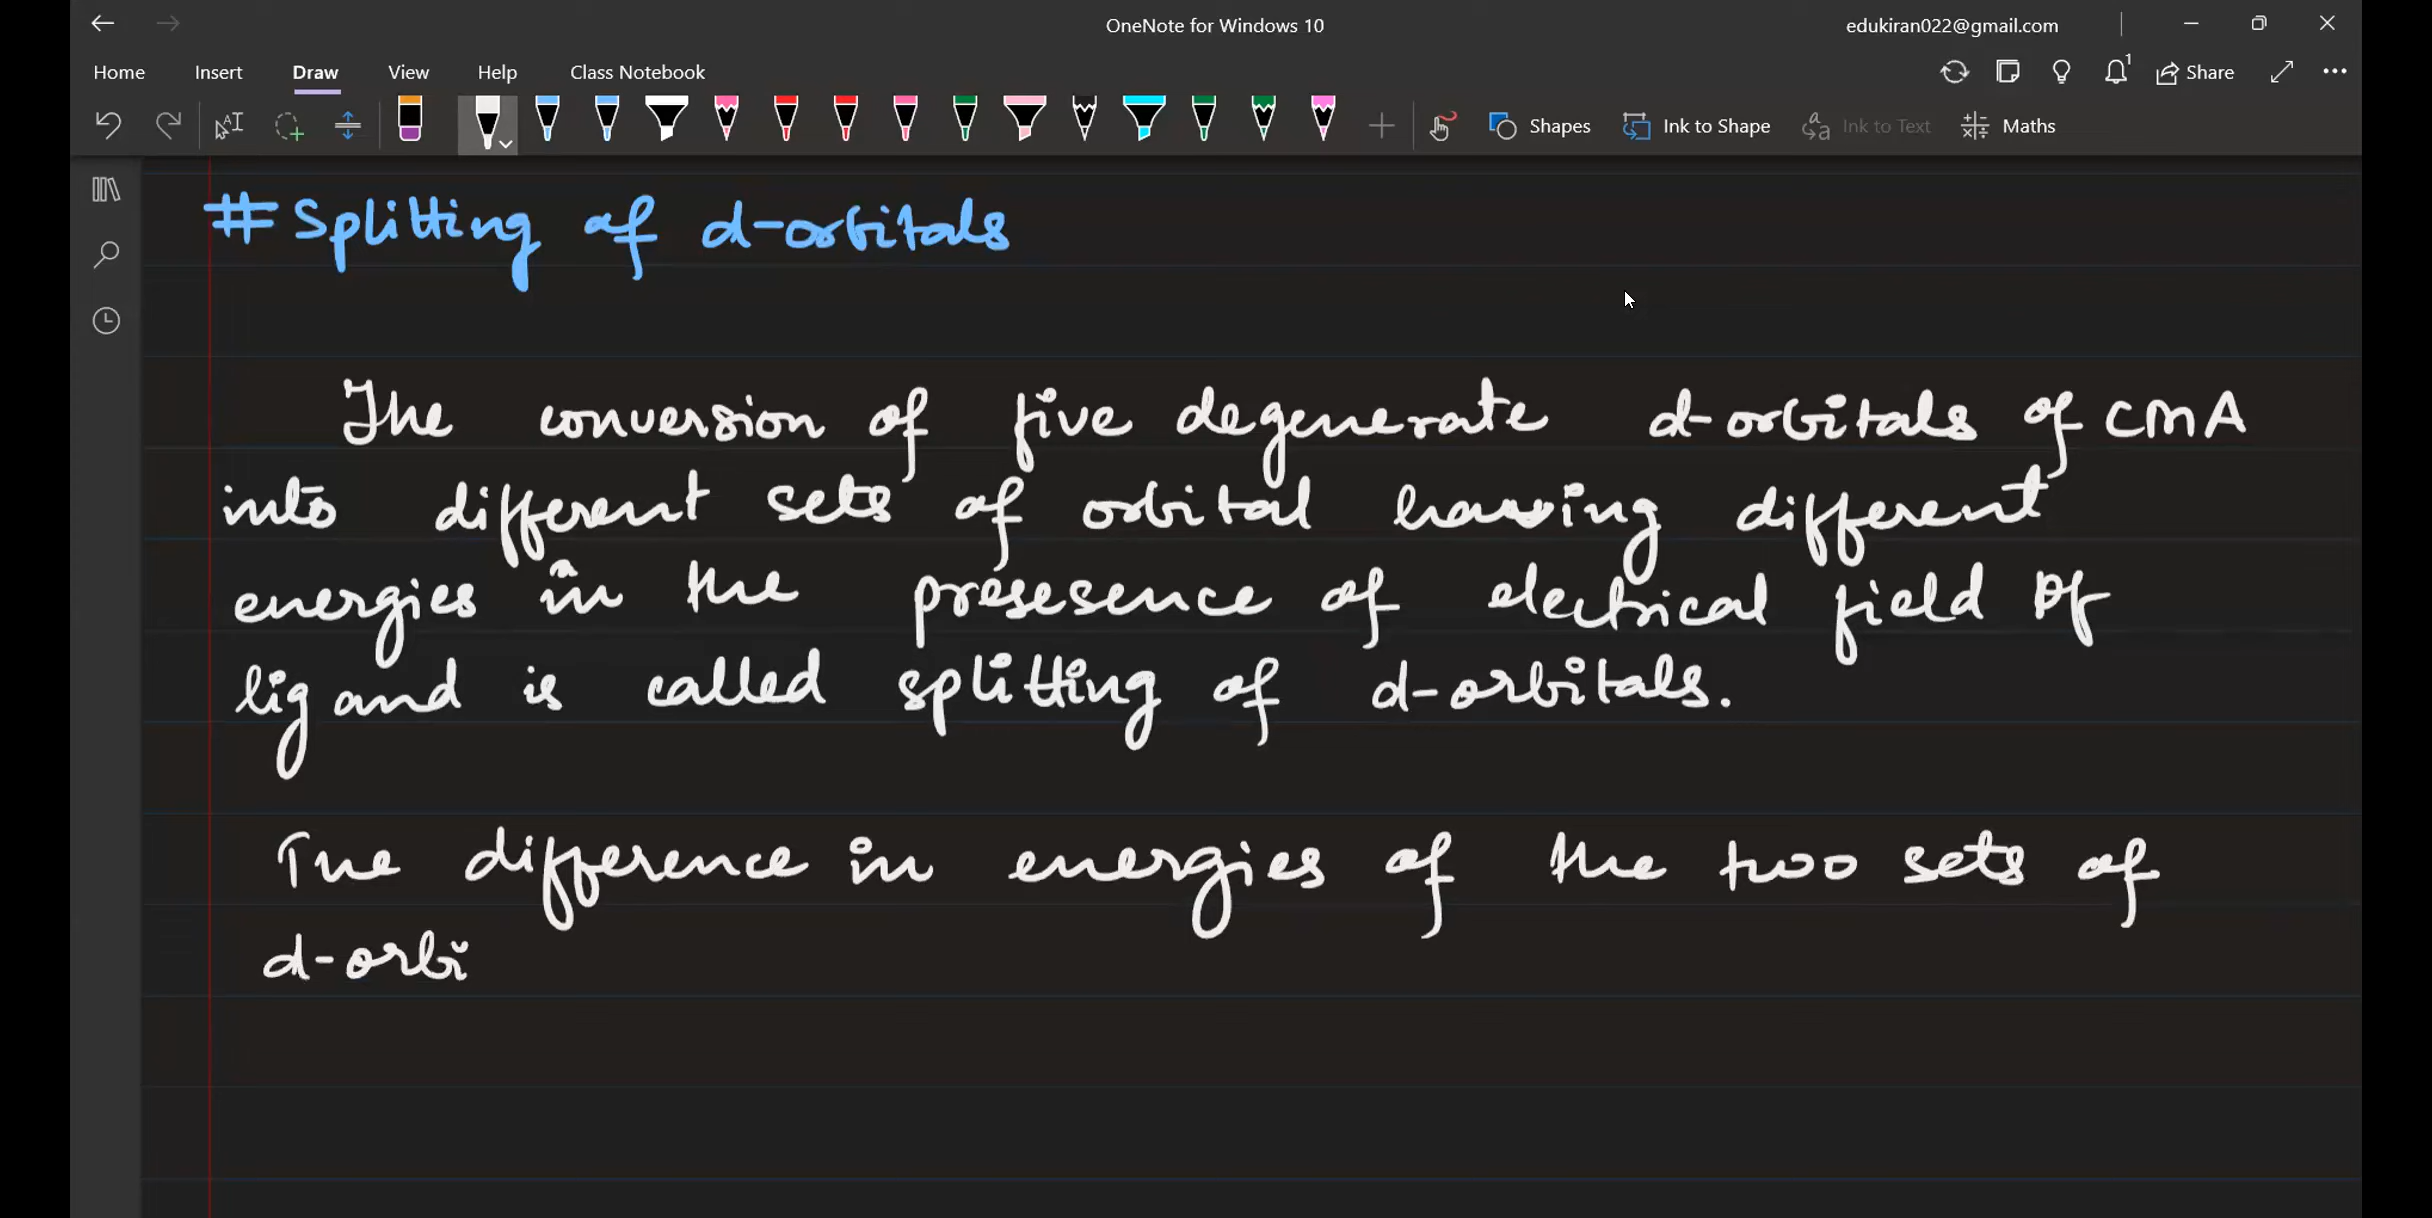 OneNote for Windows 10
edukiran022@gmail.com
Home Insert Draw View Help Class Notebook
Share
Shapes Ink to Shape Ink to Text Maths
# Splitting of d-orbitals
The conversion of five degenerate d-orbitals of CMA
into different sets of orbital having different
energies in the presesence of electrical field of
ligand is called splitting of d-orbitals.
The difference in energies of the two sets of
d-orbi